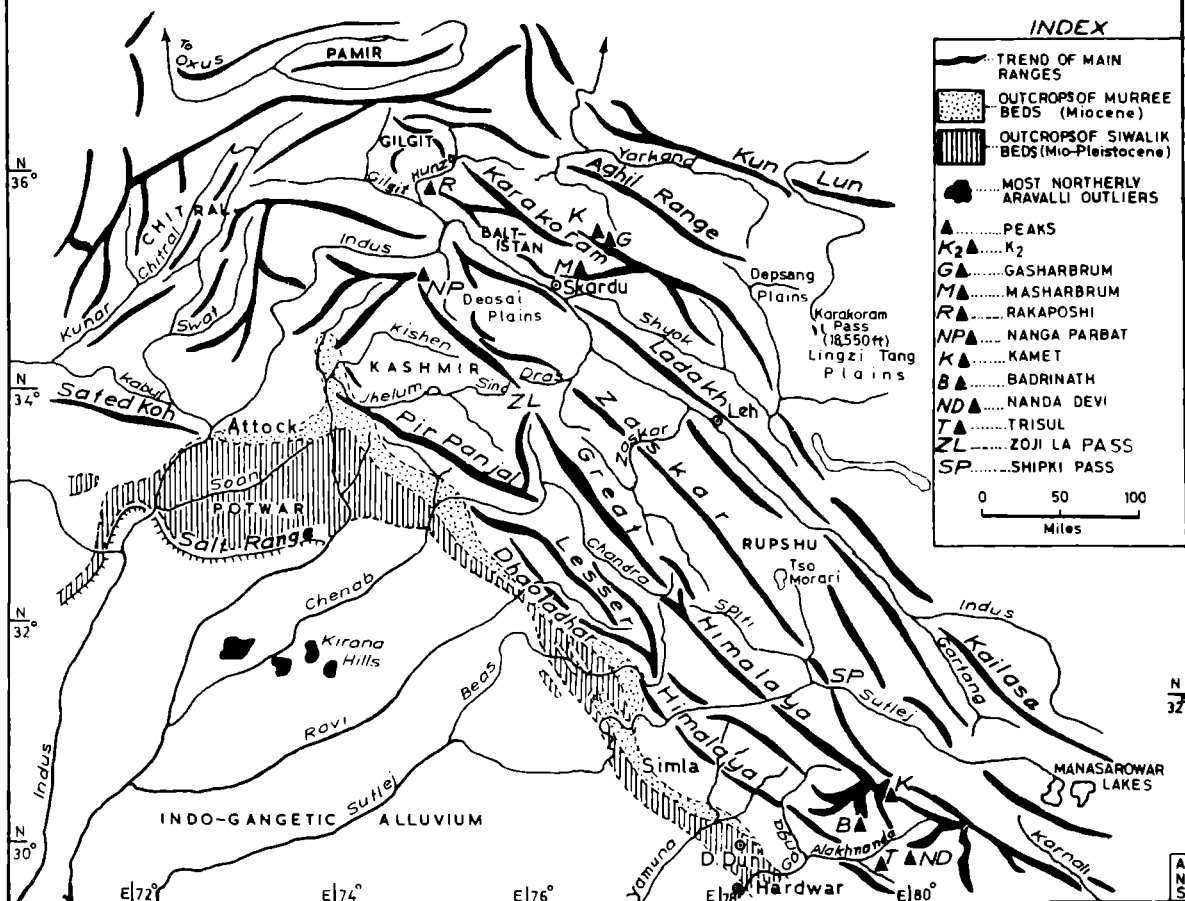 INDEX
TREND OF MAIN
RANGES
OUTCROPS OF MURREE
BEDS (Miocene)
OUTCROPS OF SIWALIK
BEDS (Mio-Pleistocene)
MOST NORTHERLY
ARAVALLI OUTLIERS
▲ ........ PEAKS
K2 ▲ ........ K2
G ▲ ........ GASHARBRUM
M ▲ ........ MASHARBRUM
R ▲ ........ RAKAPOSHI
NP ▲ ........ NANGA PARBAT
K ▲ ........ KAMET
B ▲ ........ BADRINATH
ND ▲ ........ NANDA DEVI
T ▲ ........ TRISUL
ZL ........ ZOJI LA PASS
SP ........ SHIPKI PASS
0 50 100
Miles
To
Oxus
PAMIR
N
36°
GILGIT
Hunz
Gilgit
R
Yarkand
Kun Lun
Aghil Range
Karakoram
K
G
BALT-
ISTAN
M
Skardu
CHITRAL
Chitral
Indus
NP
Deosai
Plains
Depsang
Plains
Karakoram
Pass
(18,550ft)
Lingzi Tang
Plains
Kunar
Swat
Kishen
Shyok
Ladakh
KASHMIR
Dras
Sind
Jhelum
ZL
N
34°
Kabul
Safed Koh
Attock
Leh
Zaskar
Zaskar
Pir Panjal
Great
Soan
POTWAR
Salt Range
RUPSHU
Tso
Morari
Lesser
Chandra
Dhaoladhar
Chenab
Spiti
Himalaya
N
32°
Indus
Kailasa
Gartang
Kirana
Hills
SP
Sutlej
N
32
Beas
Rovi
Himalaya
Simla
MANASAROWAR
LAKES
Indus
Sutlej
INDO-GANGETIC ALLUVIUM
K
B
Alakhnanda
Karnali
N
30°
D. Dun
T
ND
Yamuna
Hardwar
E 72°
E 74°
E 76°
E 78
E 80°
A
N
S